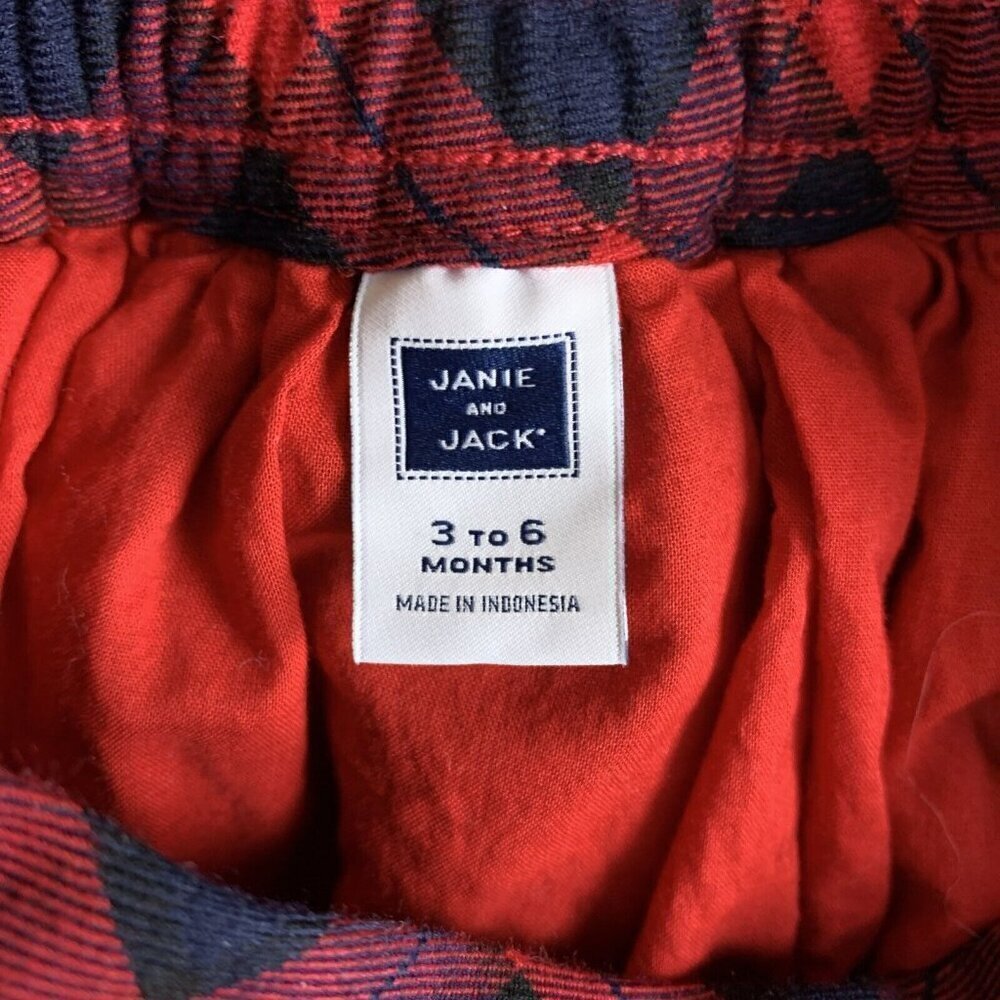 JANIE
AND
JACK
3 TO 6
MONTHS
MADE IN INDONESIA